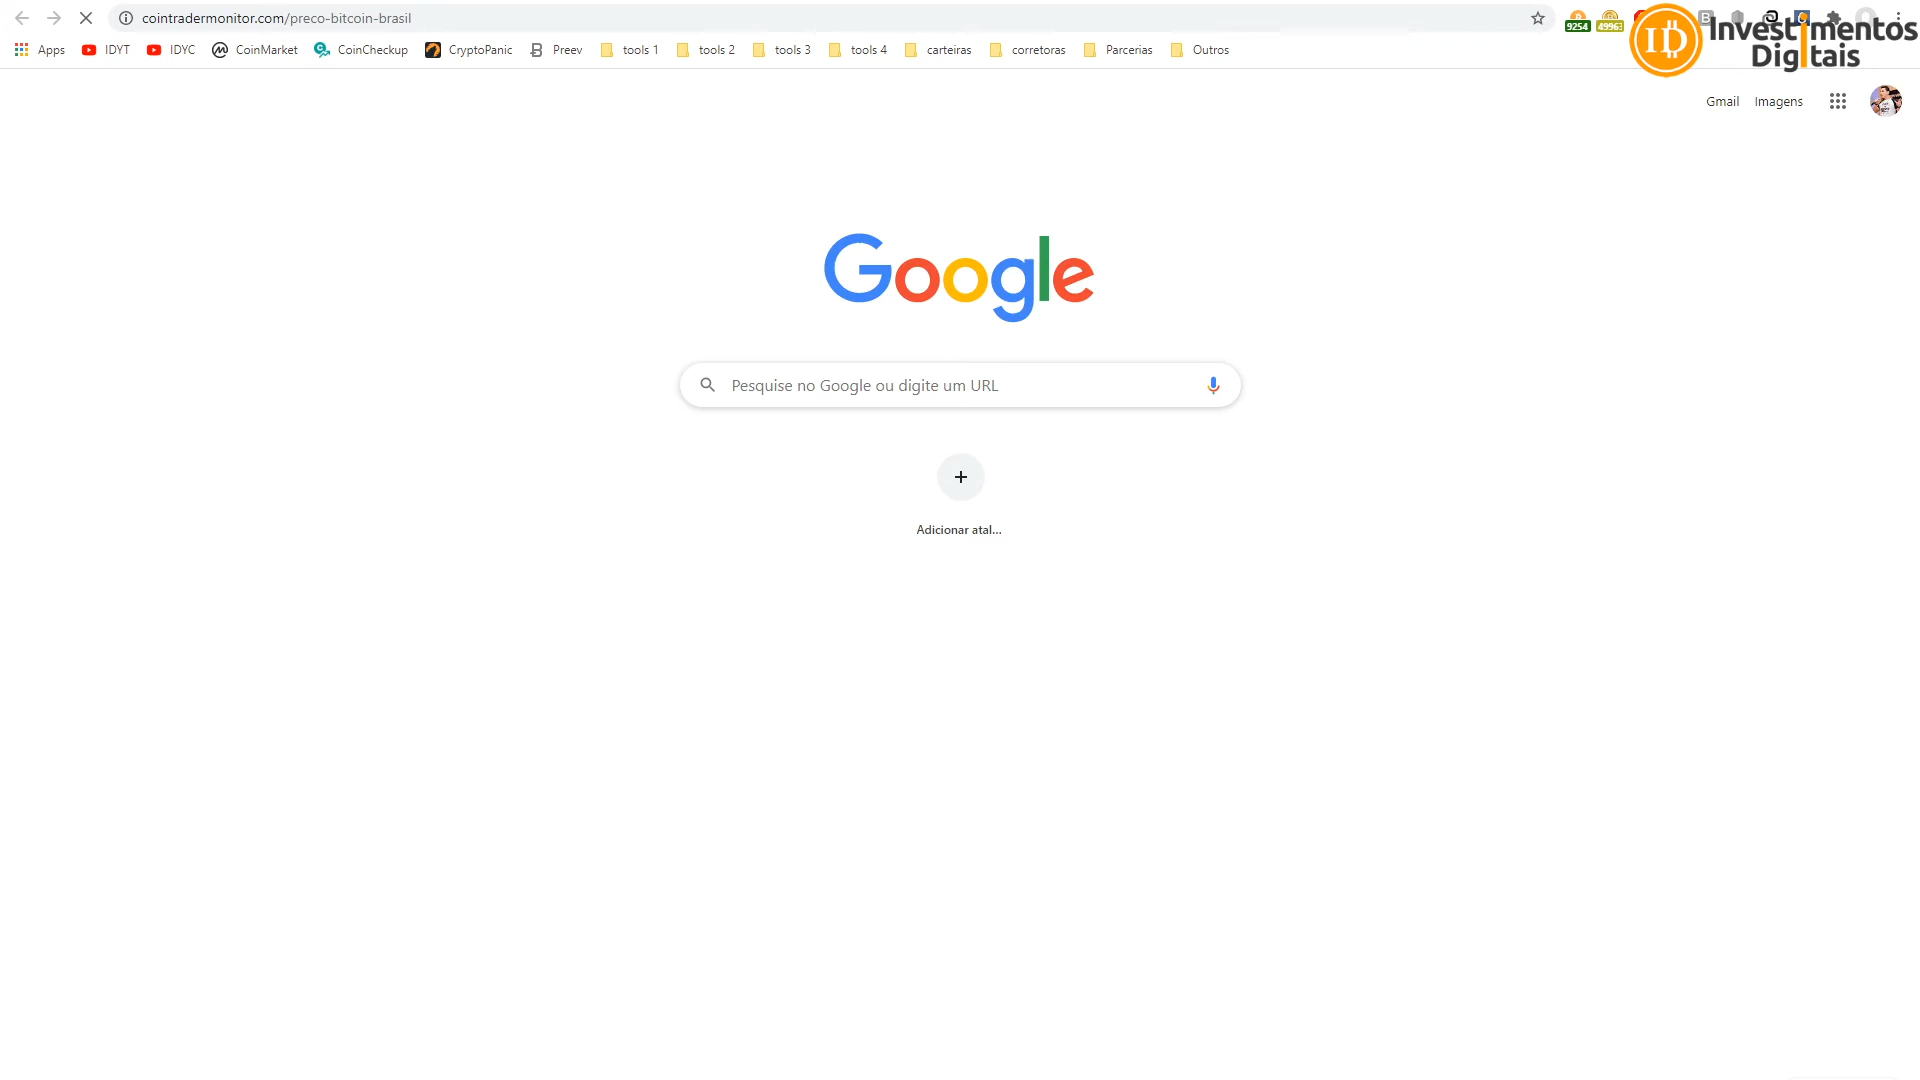 cointradermonitor.com/preco-bitcoin-brasil
9254
49963
Investimentos
Digitais
ID
Apps
IDYT
IDYC
CoinMarket
CoinCheckup
CryptoPanic
Preev
tools 1
tools 2
tools 3
tools 4
carteiras
corretoras
Parcerias
Outros
Gmail
Imagens
Google
Pesquise no Google ou digite um URL
Adicionar atal...